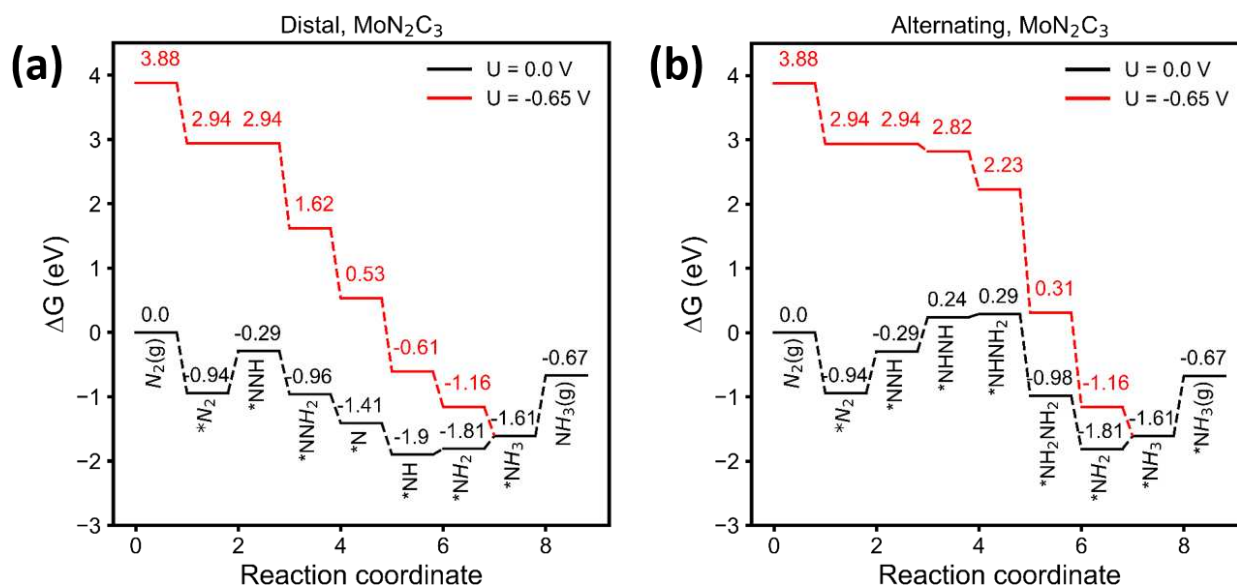 (a)
Distal, MoN₂C₃
U = 0.0 V
U = -0.65 V
ΔG (eV)
4
3
2
1
0
−1
−2
−3
3.88
2.94
2.94
1.62
0.53
-0.61
-1.16
0.0
-0.94
-0.29
-0.96
-1.41
-1.9
-1.81
-1.61
-0.67
N₂(g)
*N₂
*NNH
*NNH₂
*N
*NH
*NH₂
*NH₃
NH₃(g)
0 2 4 6 8
Reaction coordinate
(b)
Alternating, MoN₂C₃
U = 0.0 V
U = -0.65 V
ΔG (eV)
4
3
2
1
0
−1
−2
−3
3.88
2.94
2.94
2.82
2.23
0.31
-1.16
0.0
-0.94
-0.29
0.24
0.29
-0.98
-1.81
-1.61
-0.67
N₂(g)
*N₂
*NNH
*NHNH
*NHNH₂
*NH₂NH₂
*NH₂
*NH₃
NH₃(g)
0 2 4 6 8
Reaction coordinate